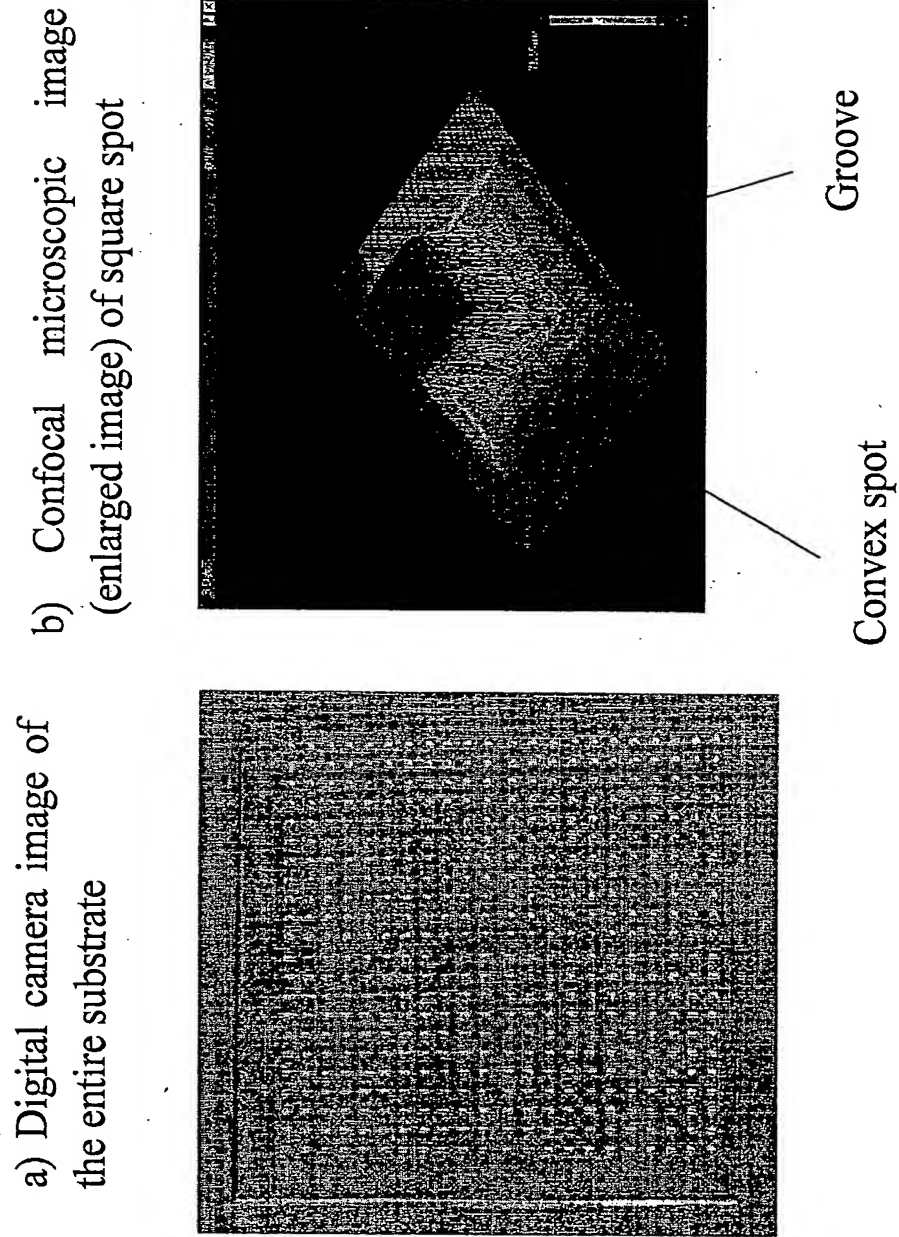 a) Digital camera image of
the entire substrate
b) Confocal microscopic image
(enlarged image) of square spot
Convex spot
Groove